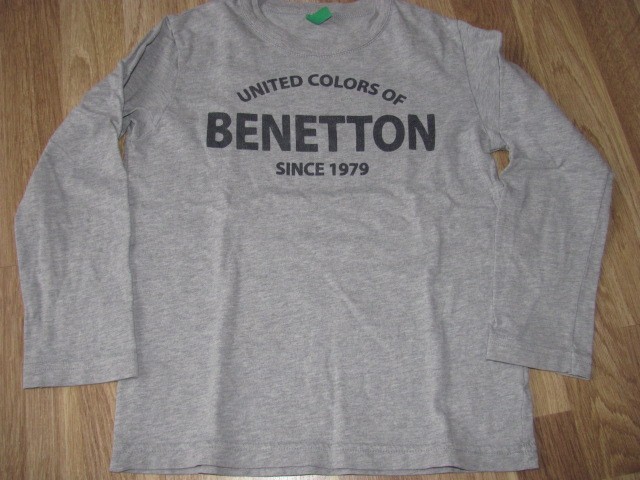 UNITED COLORS OF
BENETTON
SINCE 1979